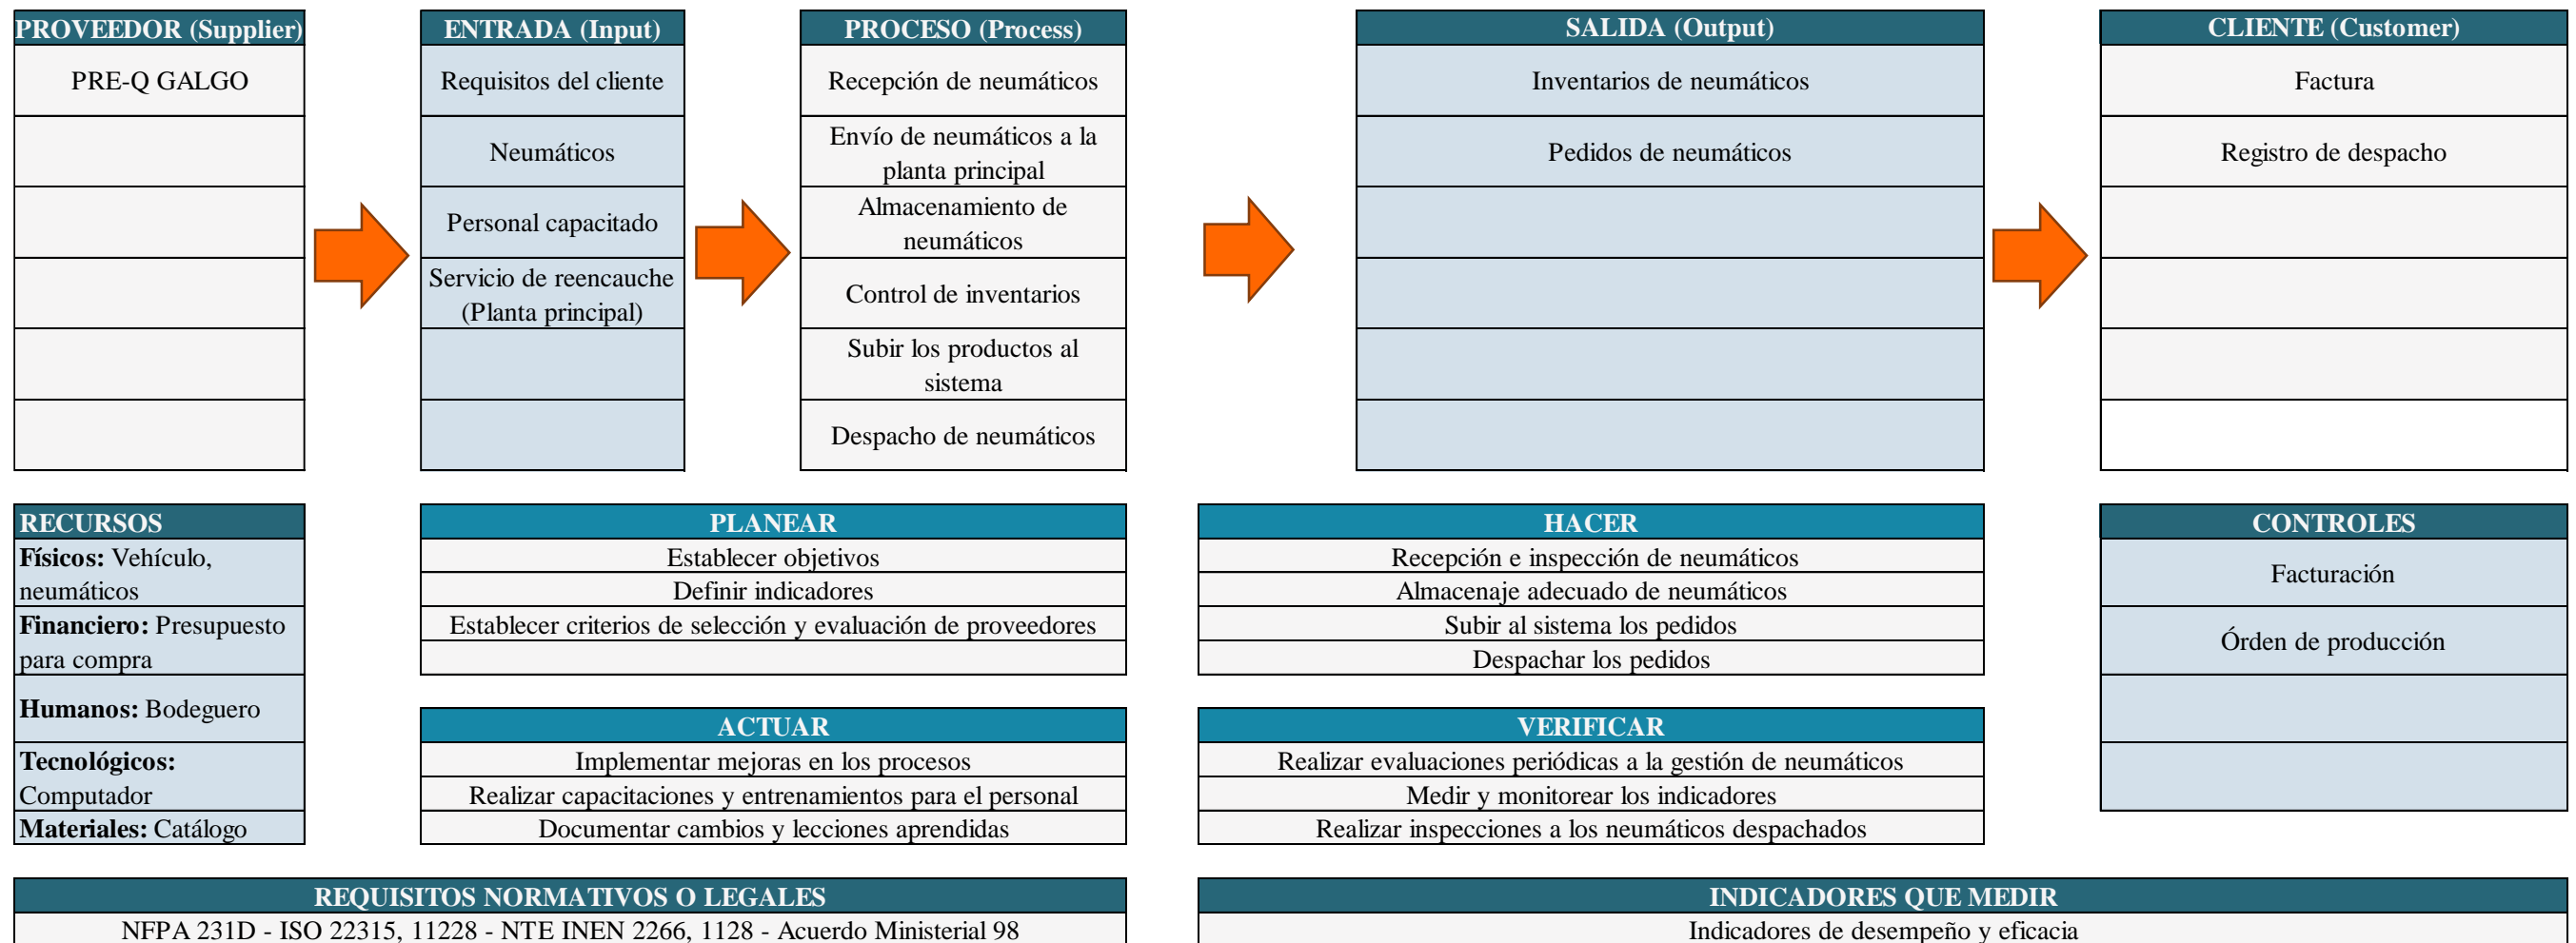 PROVEEDOR (Supplier)
PRE-Q GALGO
ENTRADA (Input)
Requisitos del cliente
Neumáticos
Personal capacitado
Servicio de reencauche
(Planta principal)
PROCESO (Process)
Recepción de neumáticos
Envío de neumáticos a la
planta principal
Almacenamiento de
neumáticos
Control de inventarios
Subir los productos al
sistema
Despacho de neumáticos
SALIDA (Output)
Inventarios de neumáticos
Pedidos de neumáticos
CLIENTE (Customer)
Factura
Registro de despacho
RECURSOS
Físicos: Vehículo,
neumáticos
Financiero: Presupuesto
para compra
Humanos: Bodeguero
Tecnológicos:
Computador
Materiales: Catálogo
PLANEAR
Establecer objetivos
Definir indicadores
Establecer criterios de selección y evaluación de proveedores
HACER
Recepción e inspección de neumáticos
Almacenaje adecuado de neumáticos
Subir al sistema los pedidos
Despachar los pedidos
CONTROLES
Facturación
Órden de producción
ACTUAR
Implementar mejoras en los procesos
Realizar capacitaciones y entrenamientos para el personal
Documentar cambios y lecciones aprendidas
VERIFICAR
Realizar evaluaciones periódicas a la gestión de neumáticos
Medir y monitorear los indicadores
Realizar inspecciones a los neumáticos despachados
REQUISITOS NORMATIVOS O LEGALES
NFPA 231D - ISO 22315, 11228 - NTE INEN 2266, 1128 - Acuerdo Ministerial 98
INDICADORES QUE MEDIR
Indicadores de desempeño y eficacia